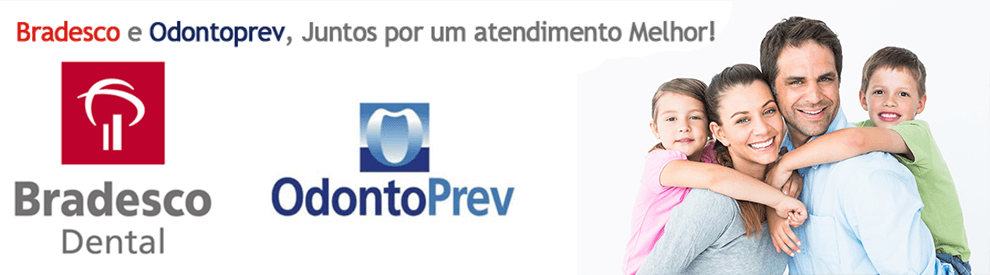 Bradesco e Odontoprev, Juntos por um atendimento Melhor!
Bradesco
Dental
OdontoPrev